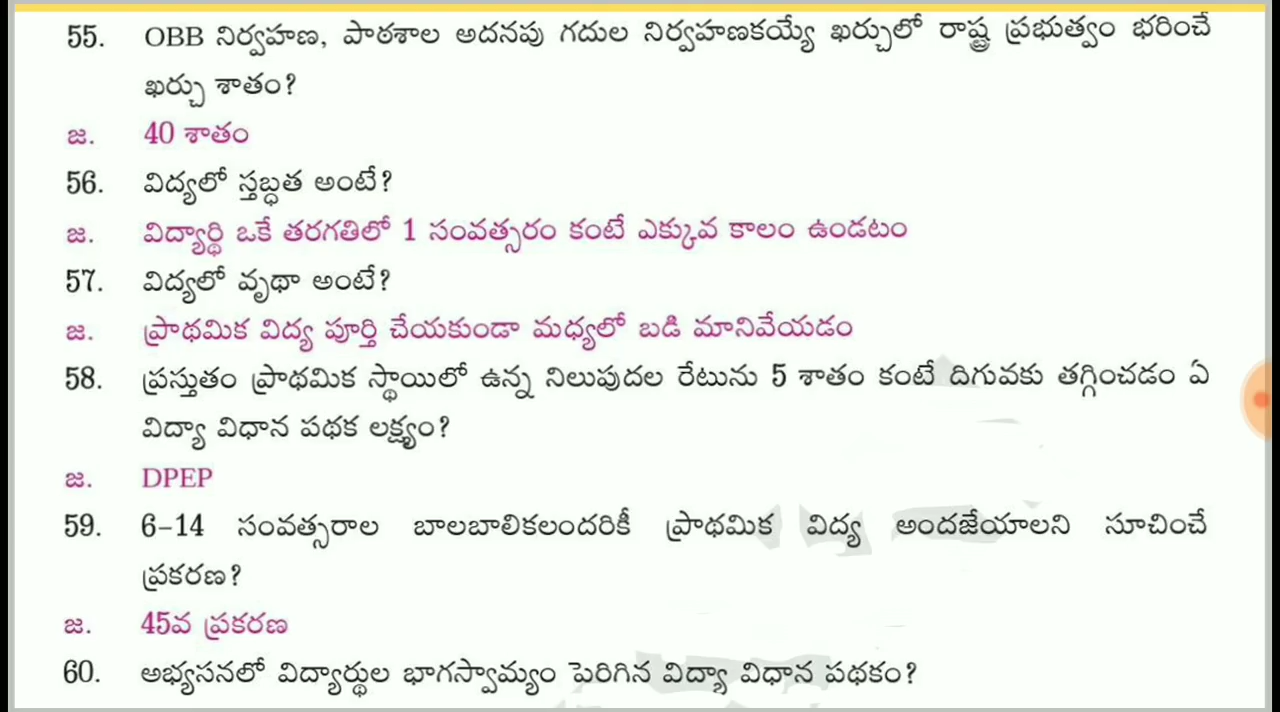 55. OBB నిర్వహణ, పాఠశాల అదనపు గదుల నిర్వహణకయ్యే ఖర్చులో రాష్ట్ర ప్రభుత్వం భరించే
ఖర్చు శాతం?
జ. 40 శాతం
56. విద్యలో స్తబ్ధత అంటే?
జ. విద్యార్థి ఒకే తరగతిలో 1 సంవత్సరం కంటే ఎక్కువ కాలం ఉండటం
57. విద్యలో వృథా అంటే?
జ. ప్రాథమిక విద్య పూర్తి చేయకుండా మధ్యలో బడి మానివేయడం
58. ప్రస్తుతం ప్రాథమిక స్థాయిలో ఉన్న నిలుపుదల రేటును 5 శాతం కంటే దిగువకు తగ్గించడం ఏ
విద్యా విధాన పథక లక్ష్యం?
జ. DPEP
59. 6-14 సంవత్సరాల బాలబాలికలందరికీ ప్రాథమిక విద్య అందజేయాలని సూచించే
ప్రకరణ?
జ. 45వ ప్రకరణ
60. అభ్యసనలో విద్యార్థుల భాగస్వామ్యం పెరిగిన విద్యా విధాన పథకం?